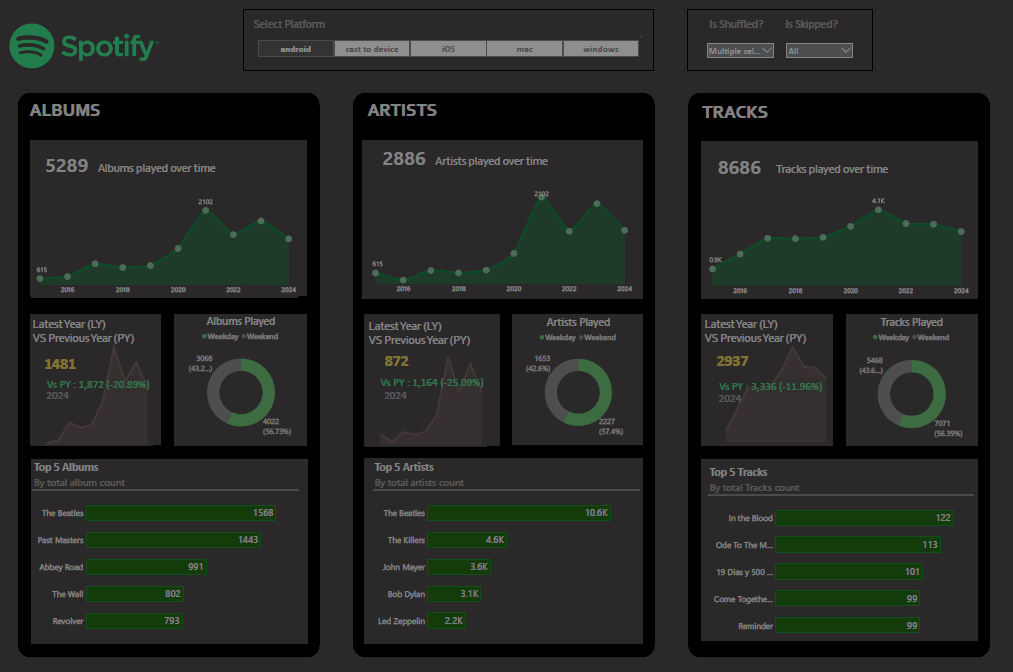 Spotify
Select Platform
android cast to device iOS mac windows
Is Shuffled? Is Skipped?
Multiple sel... All
ALBUMS
5289 Albums played over time
2102
615
2016 2018 2020 2022 2024
Latest Year (LY)
VS Previous Year (PY)
1481
Vs PY : 1,872 (-20.89%)
2024
Albums Played
Weekday Weekend
3068
(43.2...)
4022
(56.73%)
Top 5 Albums
By total album count
The Beatles 1568
Past Masters 1443
Abbey Road 991
The Wall 802
Revolver 793
ARTISTS
2886 Artists played over time
2102
615
2016 2018 2020 2022 2024
Latest Year (LY)
VS Previous Year (PY)
872
Vs PY : 1,164 (-25.09%)
2024
Artists Played
Weekday Weekend
1653
(42.6%)
2227
(57.4%)
Top 5 Artists
By total artists count
The Beatles 10.6K
The Killers 4.6K
John Mayer 3.6K
Bob Dylan 3.1K
Led Zeppelin 2.2K
TRACKS
8686 Tracks played over time
4.1K
0.9K
2016 2018 2020 2022 2024
Latest Year (LY)
VS Previous Year (PY)
2937
Vs PY : 3,336 (-11.96%)
2024
Tracks Played
Weekday Weekend
5468
(43.6...)
7071
(56.39%)
Top 5 Tracks
By total Tracks count
In the Blood 122
Ode To The M... 113
19 Dias y 500 ... 101
Come Togethe... 99
Reminder 99